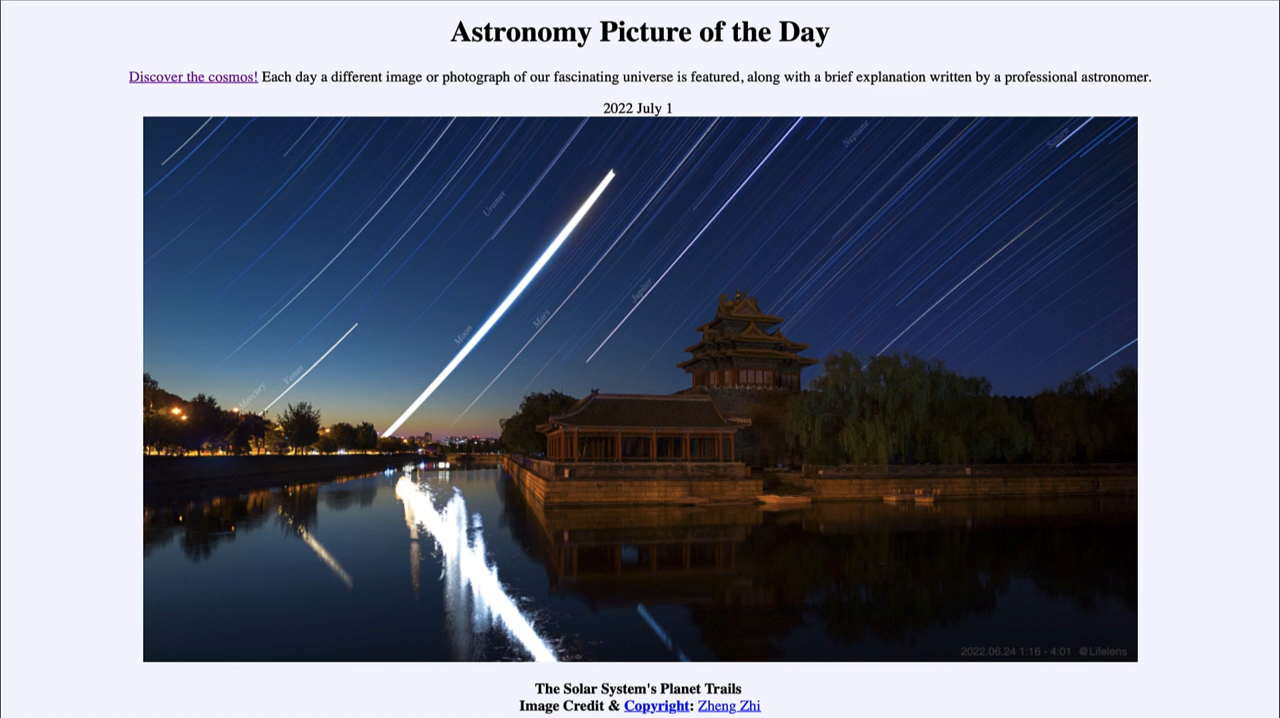 Astronomy Picture of the Day
Discover the cosmos! Each day a different image or photograph of our fascinating universe is featured, along with a brief explanation written by a professional astronomer.
2022 July 1
Neptune
Saturn
Uranus
Jupiter
Mars
Moon
Venus
Mercury
2022.06.24 1:16 - 4:01 @Lifelens
The Solar System's Planet Trails
Image Credit & Copyright: Zheng Zhi